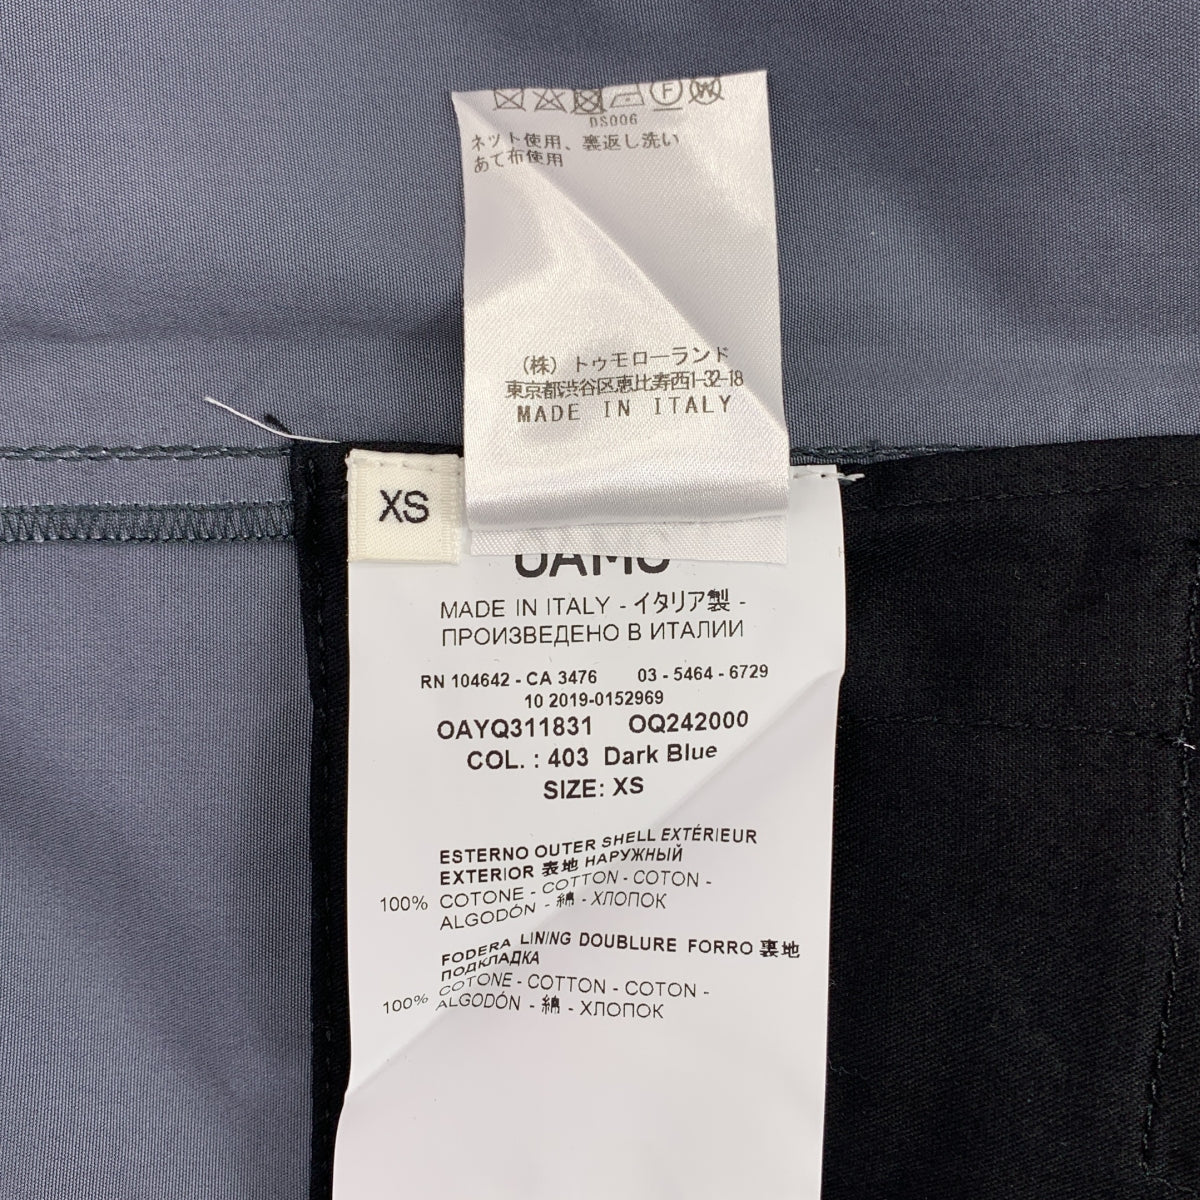 F W
DS006
ネット使用、裏返し洗い
あて布使用
(株) トゥモローランド
東京都渋谷区恵比寿西1-32-18
MADE IN ITALY
XS
MADE IN ITALY - イタリア製 -
ПРОИЗВЕДЕНО В ИТАЛИИ
RN 104642 - CA 3476 03 - 5464 - 6729
10 2019-0152969
OAYQ311831 OQ242000
COL. : 403 Dark Blue
SIZE: XS
ESTERNO OUTER SHELL EXTÉRIEUR
EXTERIOR 表地 НАРУЖНЫЙ
100% COTONE - COTTON - COTON -
ALGODÓN - 綿 - ХЛОПОК
FODERA LINING DOUBLURE FORRO 裏地
ПОДКЛАДКА
100% COTONE - COTTON - COTON -
ALGODÓN - 綿 - ХЛОПОК